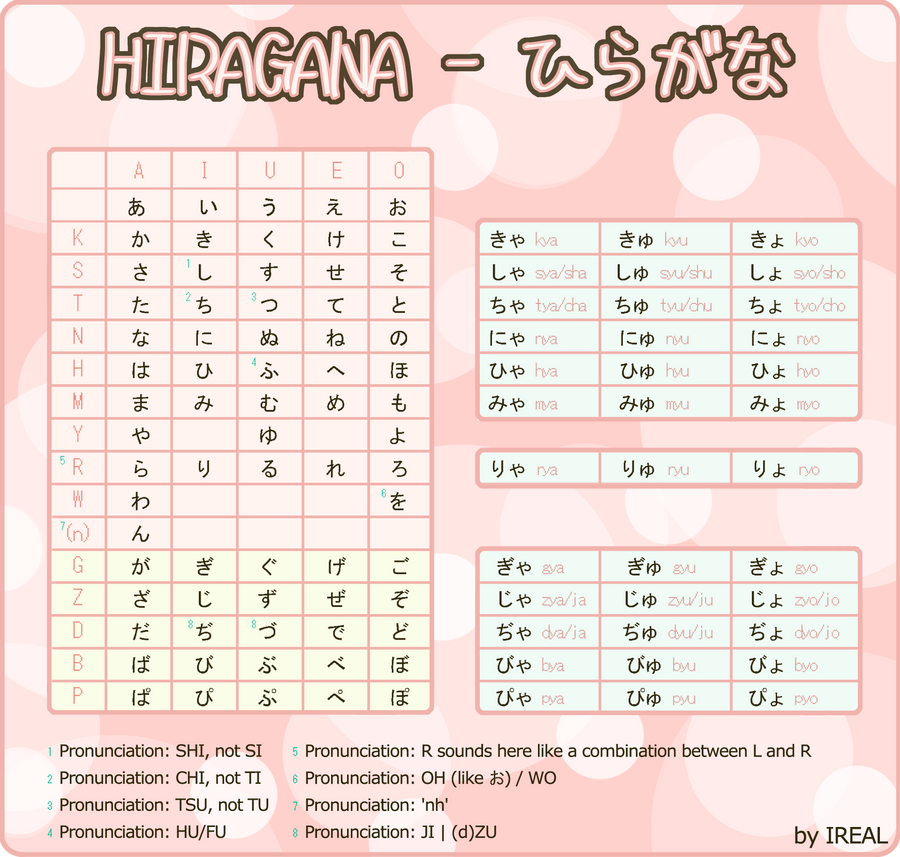 HIRAGANA - ひらがな
A I U E O
あ い う え お
K か き く け こ
S さ 1 し す せ そ
T た 2 ち 3 つ て と
N な に ぬ ね の
H は ひ 4 ふ へ ほ
M ま み む め も
Y や ゆ よ
5 R ら り る れ ろ
W わ 6 を
7 (n) ん
G が ぎ ぐ げ ご
Z ざ じ ず ぜ ぞ
D だ 8 ぢ 8 づ で ど
B ば び ぶ べ ぼ
P ぱ ぴ ぷ ぺ ぽ
きゃ kya きゅ kyu きょ kyo
しゃ sya/sha しゅ syu/shu しょ syo/sho
ちゃ tya/cha ちゅ tyu/chu ちょ tyo/cho
にゃ nya にゅ nyu にょ nyo
ひゃ hya ひゅ hyu ひょ hyo
みゃ mya みゅ myu みょ myo
りゃ rya りゅ ryu りょ ryo
ぎゃ gya ぎゅ gyu ぎょ gyo
じゃ zya/ja じゅ zyu/ju じょ zyo/jo
ぢゃ dya/ja ぢゅ dyu/ju ぢょ dyo/jo
びゃ bya びゅ byu びょ byo
ぴゃ pya ぴゅ pyu ぴょ pyo
1 Pronunciation: SHI, not SI
2 Pronunciation: CHI, not TI
3 Pronunciation: TSU, not TU
4 Pronunciation: HU/FU
5 Pronunciation: R sounds here like a combination between L and R
6 Pronunciation: OH (like お) / WO
7 Pronunciation: 'nh'
8 Pronunciation: JI | (d)ZU
by IREAL